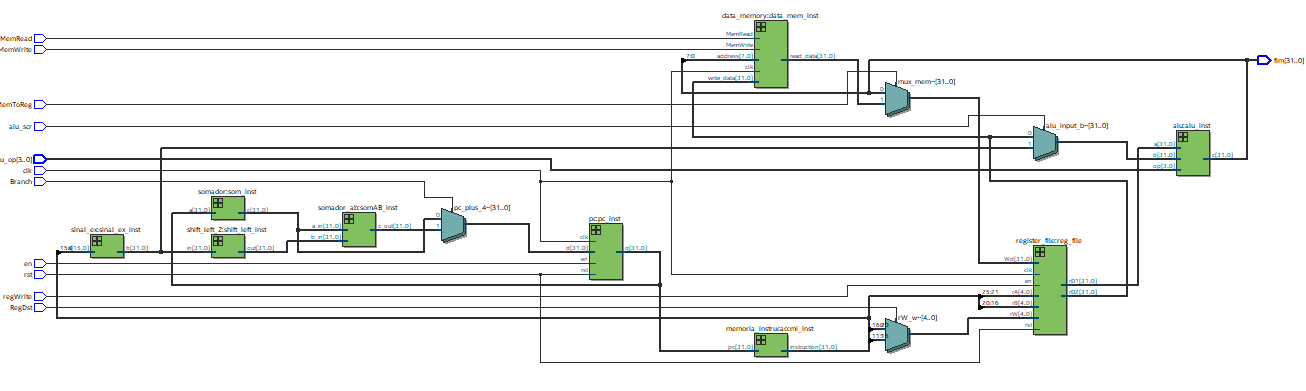 data_memory:data_mem_inst
MemRead
MemWrite
MemRead
MemWrite
7:0
address[7..0]
read_data[31..0]
clk
write_data[31..0]
fim[31..0]
mux_mem~[31..0]
0
1
MemToReg
alu_scr
alu_input_b~[31..0]
0
1
alu:alu_inst
a[31..0]
b[31..0]
op[3..0]
c[31..0]
u_op[3..0]
clk
Branch
somador:som_inst
a[31..0]
c[31..0]
somador_ab:somAB_inst
a_in[31..0]
b_in[31..0]
c_out[31..0]
pc_plus_4~[31..0]
0
1
pc:pc_inst
clk
d[31..0]
en
rst
q[31..0]
sinal_ex:sinal_ex_inst
b[31..0]
shift_left_2:shift_left_inst
in[31..0]
out[31..0]
register_file:reg_file
Wd[31..0]
clk
en
rA[4..0]
rB[4..0]
rW[4..0]
rst
rD1[31..0]
rD2[31..0]
en
rst
regWrite
RegDst
25:21
20:16
rW_w~[4..0]
memoria_instrucao:mi_inst
pc[31..0]
instruction[31..0]